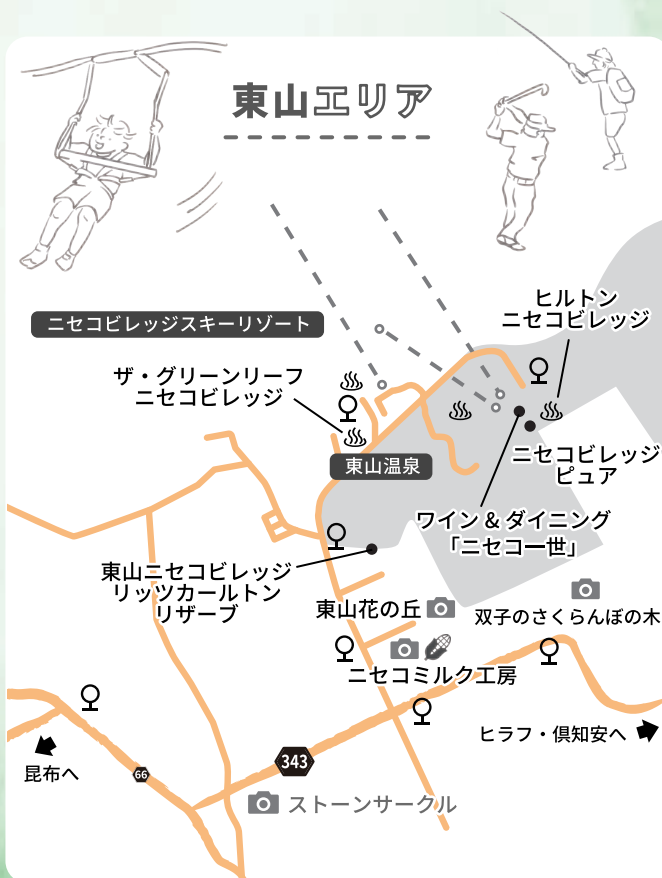 東山エリア
ヒルトン
ニセコビレッジ
ニセコビレッジスキーリゾート
ザ・グリーンリーフ
ニセコビレッジ
ニセコビレッジ
ピュア
東山温泉
ワイン & ダイニング
「ニセコ一世」
東山ニセコビレッジ
リッツカールトン
リザーブ
東山花の丘
双子のさくらんぼの木
ニセコミルク工房
ヒラフ・倶知安へ
343
昆布へ
66
ストーンサークル